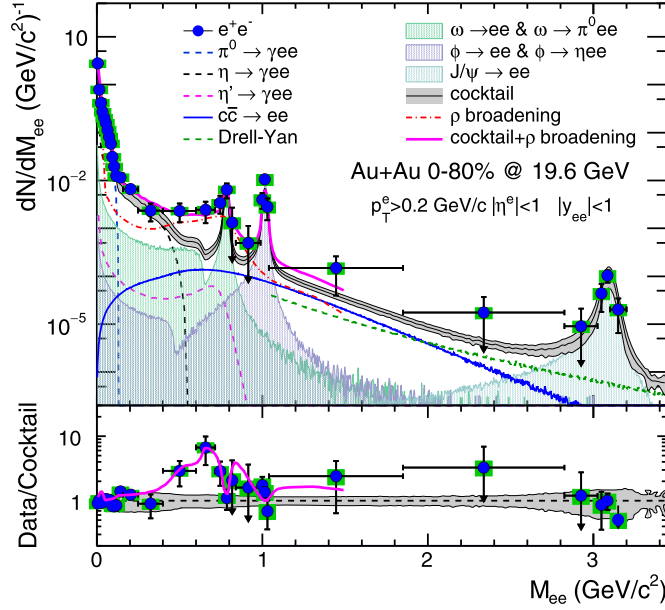 dN/dM_ee (GeV/c²)⁻¹
10
10⁻²
10⁻⁵
e⁺e⁻
π⁰ → γee
η → γee
η' → γee
cc̅ → ee
Drell-Yan
ω →ee & ω → π⁰ee
ϕ → ee & ϕ → ηee
J/ψ → ee
cocktail
ρ broadening
cocktail+ρ broadening
Au+Au 0-80% @ 19.6 GeV
p_T^e>0.2 GeV/c |η^e|<1 |y_ee|<1
Data/Cocktail
10
1
0 1 2 3
M_ee (GeV/c²)